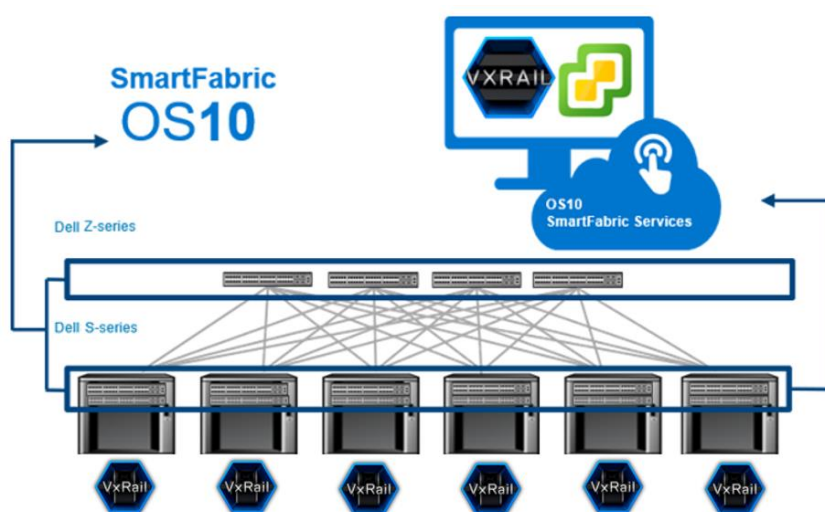 SmartFabric
OS10
VXRAIL
OS10
SmartFabric Services
Dell Z-series
Dell S-series
VxRail
VxRail
VxRail
VxRail
VxRail
VxRail